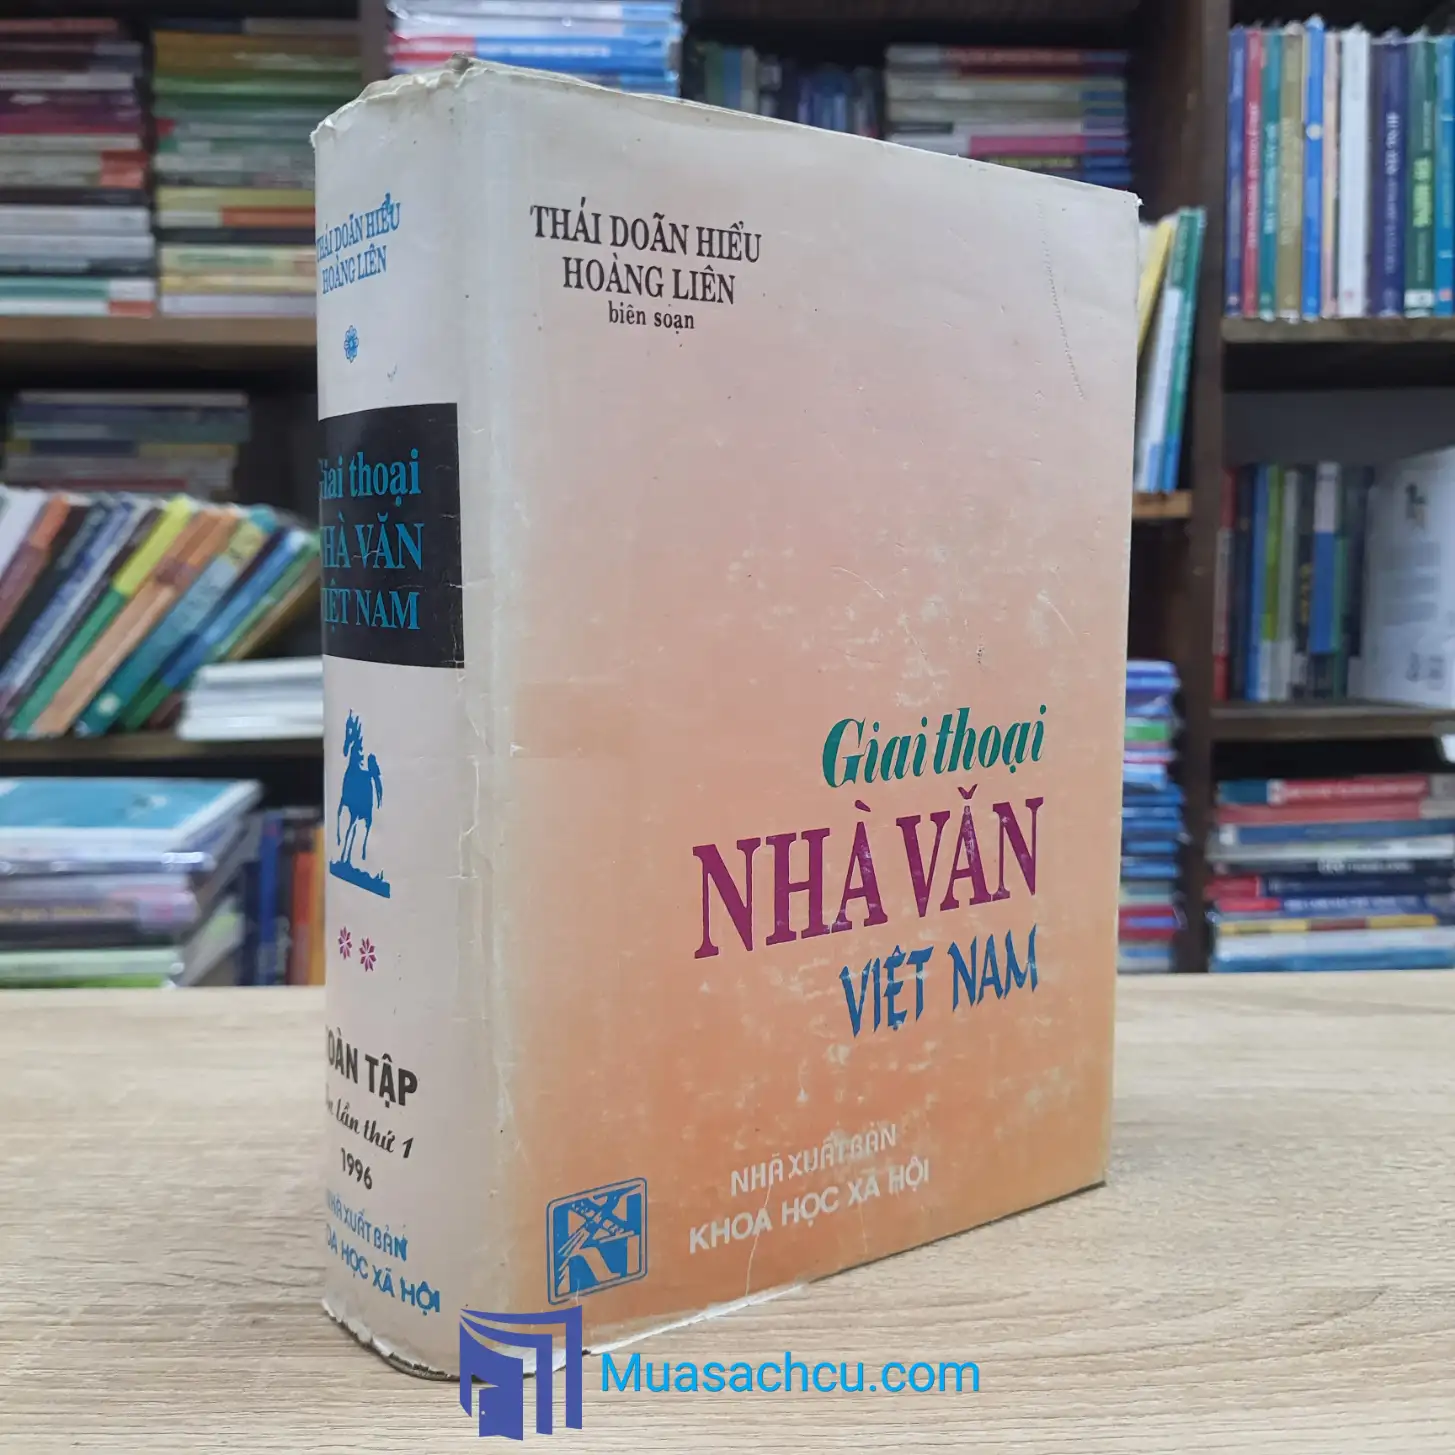 THÁI DOÃN HIỂU
HOÀNG LIÊN
Giai thoại
NHÀ VĂN
VIỆT NAM
TOÀN TẬP
lần thứ 1
1996
NHÀ XUẤT BẢN
KHOA HỌC XÃ HỘI
THÁI DOÃN HIỂU
HOÀNG LIÊN
biên soạn
Giai thoại
NHÀ VĂN
VIỆT NAM
NHÀ XUẤT BẢN
KHOA HỌC XÃ HỘI
Muasachcu.com